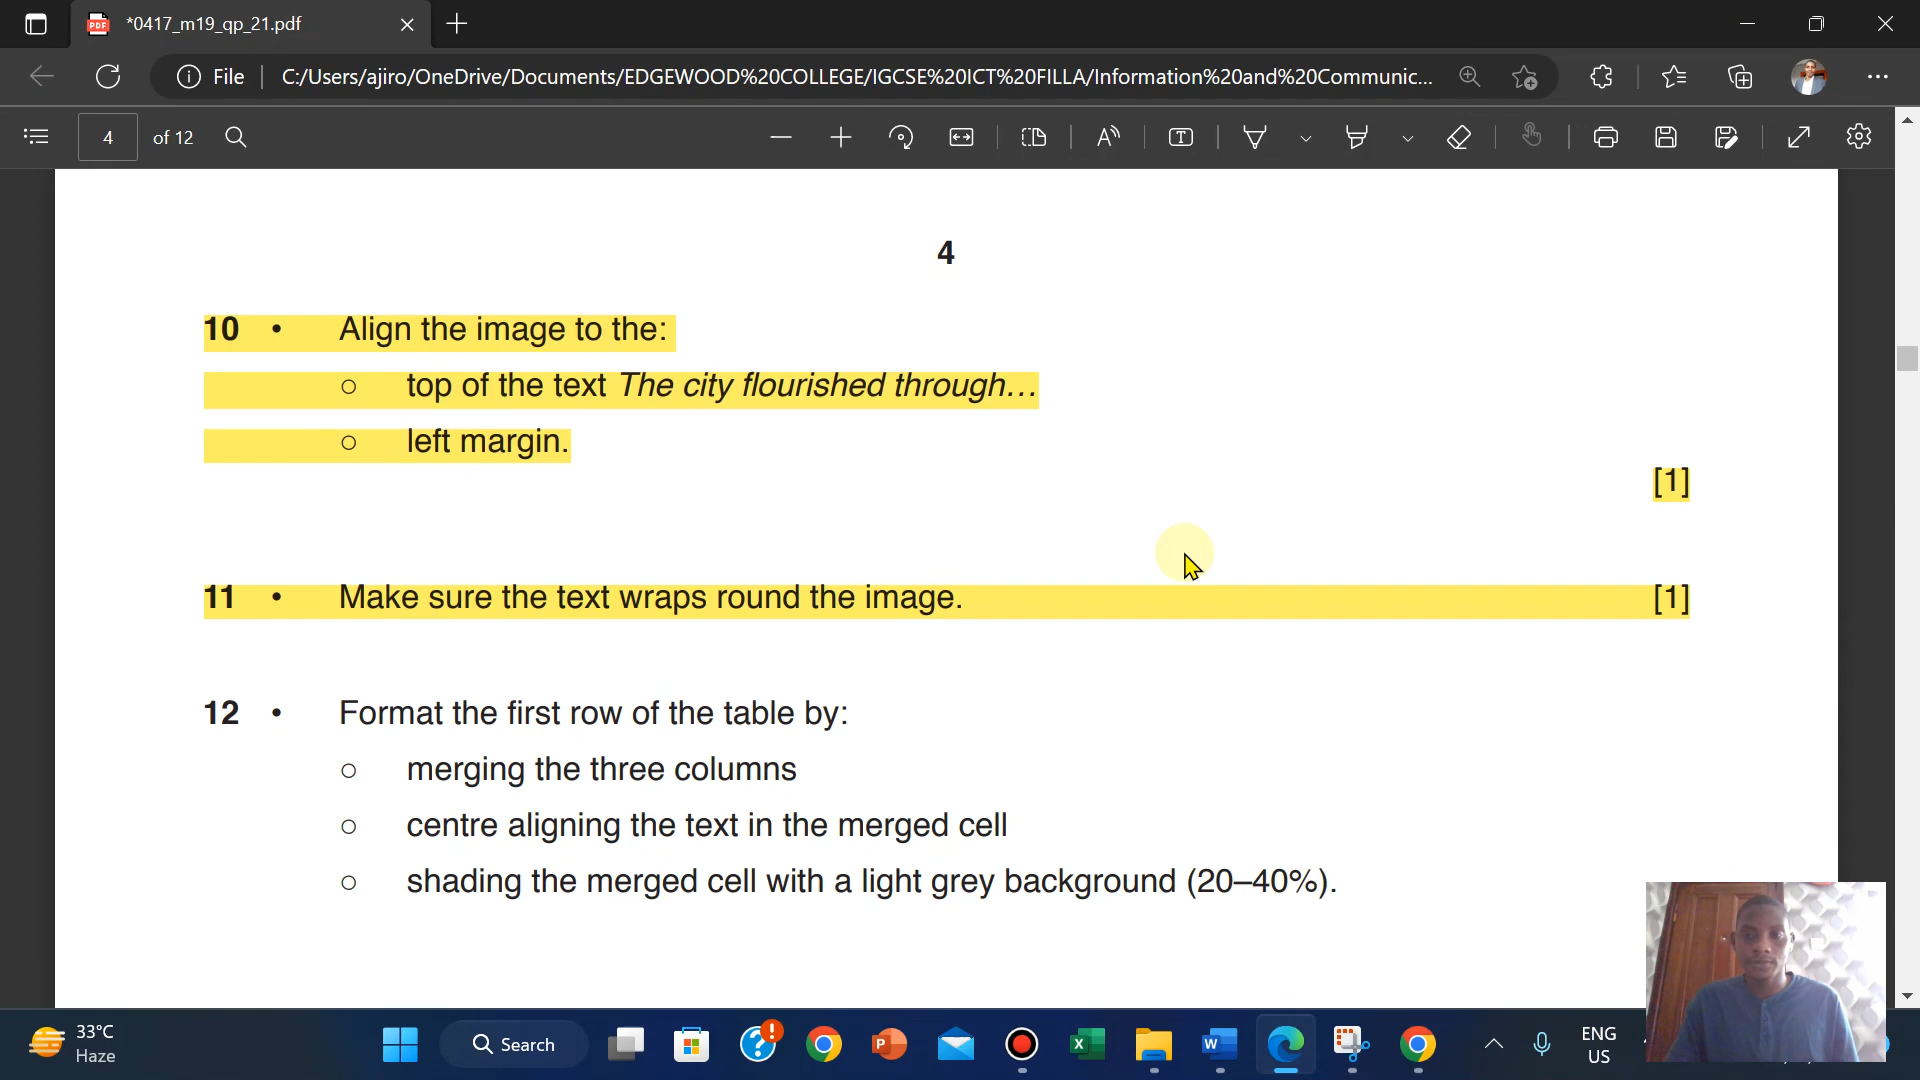 *0417_m19_qp_21.pdf
File
C:/Users/ajiro/OneDrive/Documents/EDGEWOOD%20COLLEGE/IGCSE%20ICT%20FILLA/Information%20and%20Communic...
4 of 12
4
10 • Align the image to the:
○ top of the text The city flourished through…
○ left margin.
[1]
11 • Make sure the text wraps round the image. [1]
12 • Format the first row of the table by:
○ merging the three columns
○ centre aligning the text in the merged cell
○ shading the merged cell with a light grey background (20–40%).
33°C
Haze
Search
ENG
US